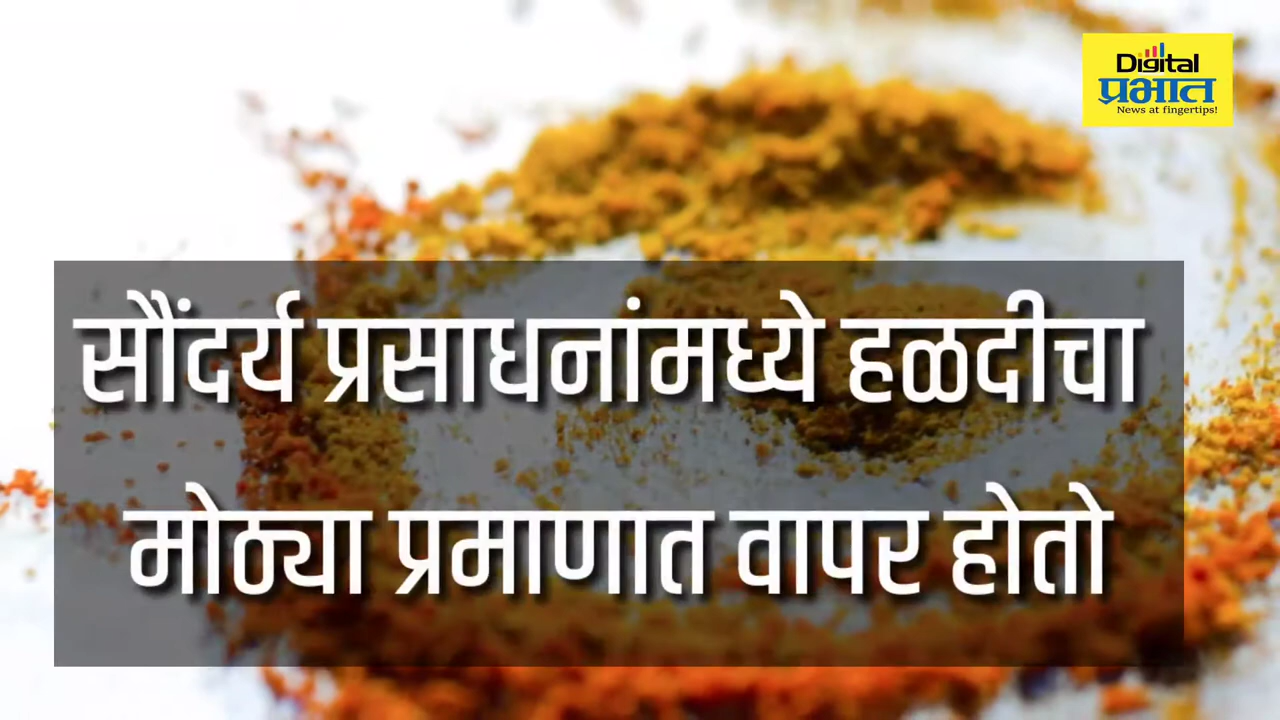 Digital
प्रभात
News at fingertips!
सौंदर्य प्रसाधनांमध्ये हळदीचा
मोठ्या प्रमाणात वापर होतो